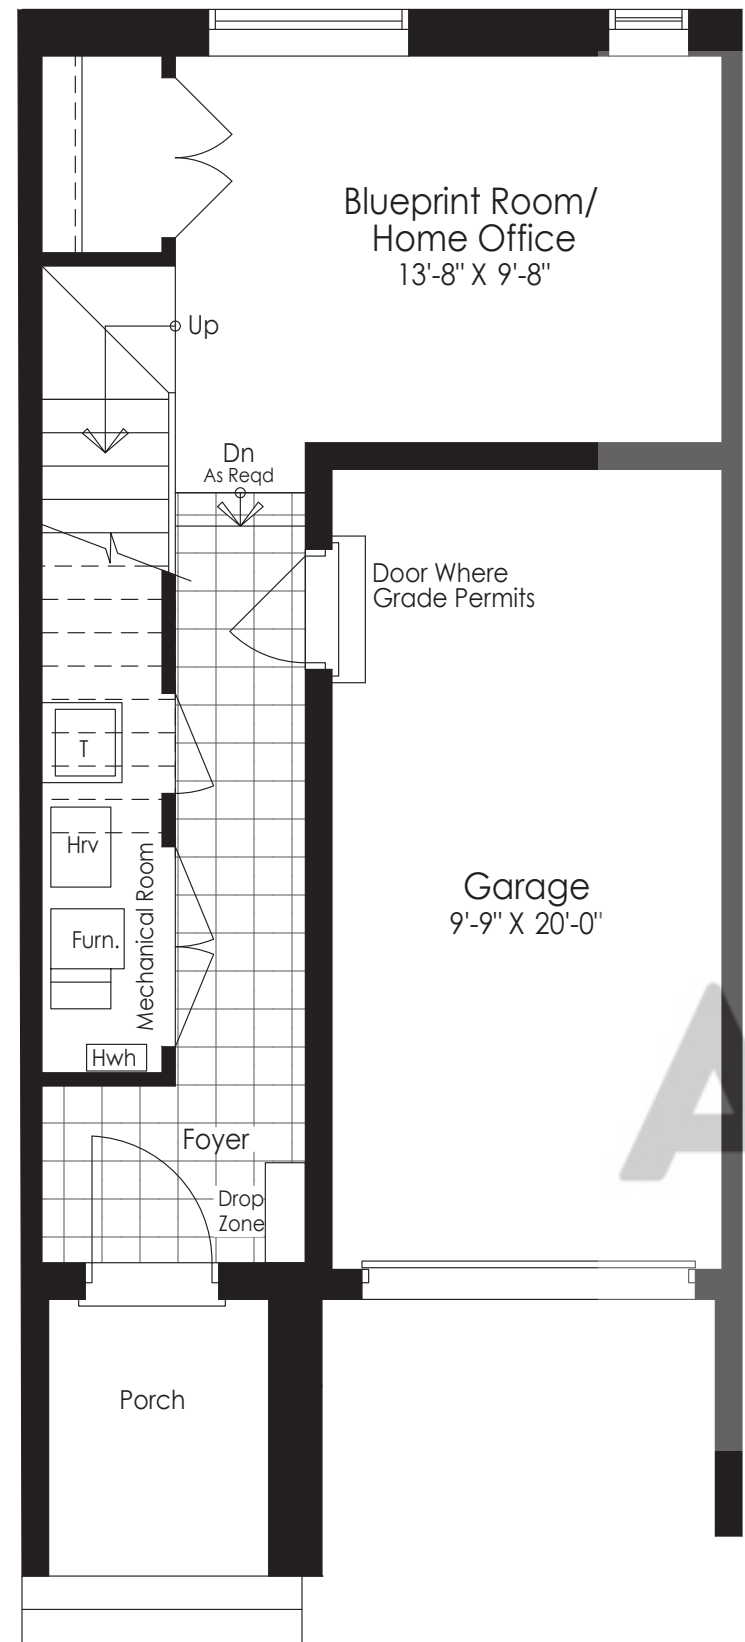 Blueprint Room/
Home Office
13'-8" X 9'-8"
Up
Dn
As Reqd
Door Where
Grade Permits
T
Hrv
Furn.
Mechanical Room
Hwh
Garage
9'-9" X 20'-0"
Foyer
Drop
Zone
Porch
A